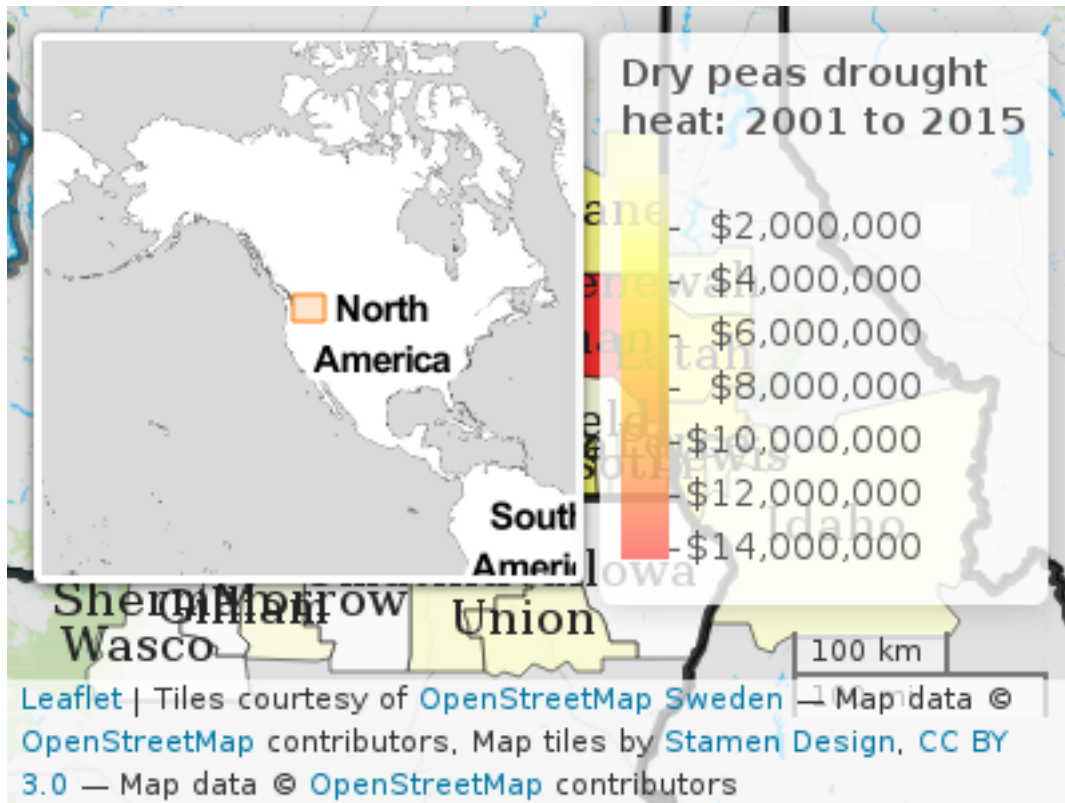 Dry peas drought
heat: 2001 to 2015
$2,000,000
$4,000,000
$6,000,000
$8,000,000
$10,000,000
$12,000,000
$14,000,000
North
America
South
Latah
Idaho
Gilliam
Morrow
Union
Wasco
100 km
Leaflet | Tiles courtesy of OpenStreetMap Sweden — Map data ©
OpenStreetMap contributors, Map tiles by Stamen Design, CC BY
3.0 — Map data © OpenStreetMap contributors